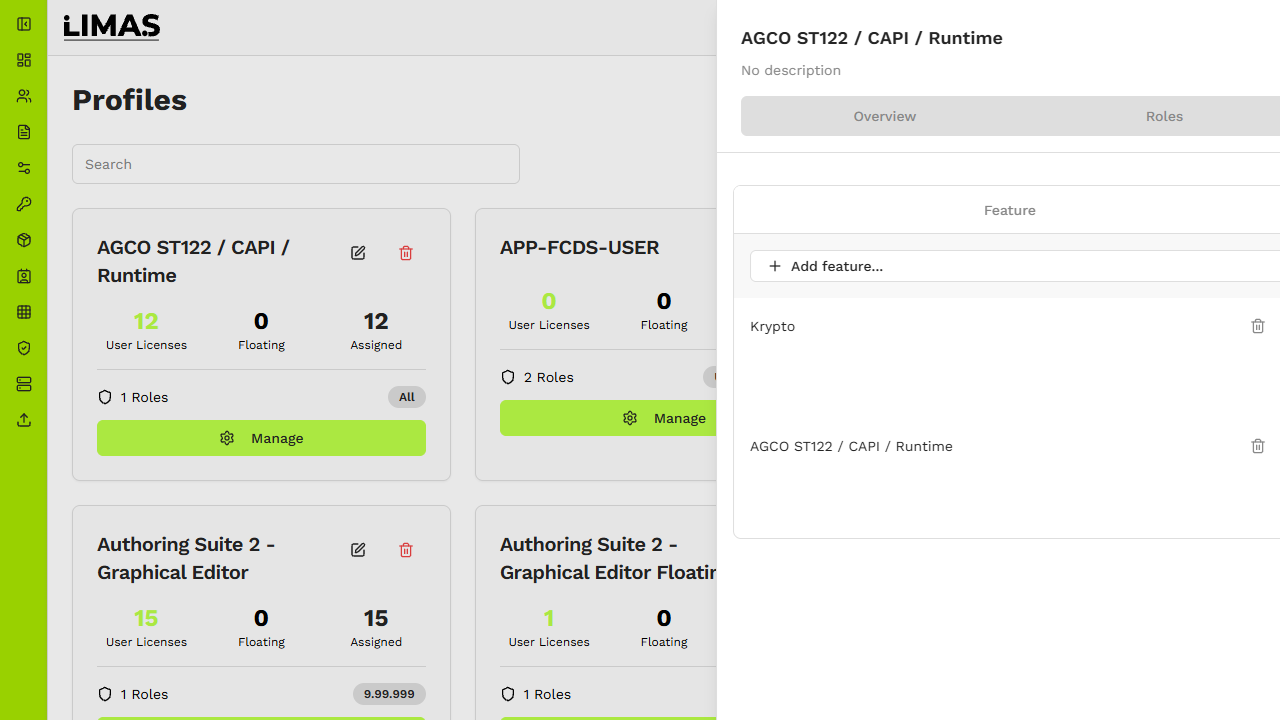 LIMAS
Profiles
Search
AGCO ST122 / CAPI /
Runtime
12
User Licenses
0
Floating
12
Assigned
1 Roles
All
Manage
APP-FCDS-USER
0
User Licenses
0
Floating
2 Roles
Manage
Authoring Suite 2 -
Graphical Editor
15
User Licenses
0
Floating
15
Assigned
1 Roles
9.99.999
Authoring Suite 2 -
Graphical Editor Floatin
1
User Licenses
0
Floating
1 Roles
AGCO ST122 / CAPI / Runtime
No description
Overview
Roles
Feature
Add feature...
Krypto
AGCO ST122 / CAPI / Runtime